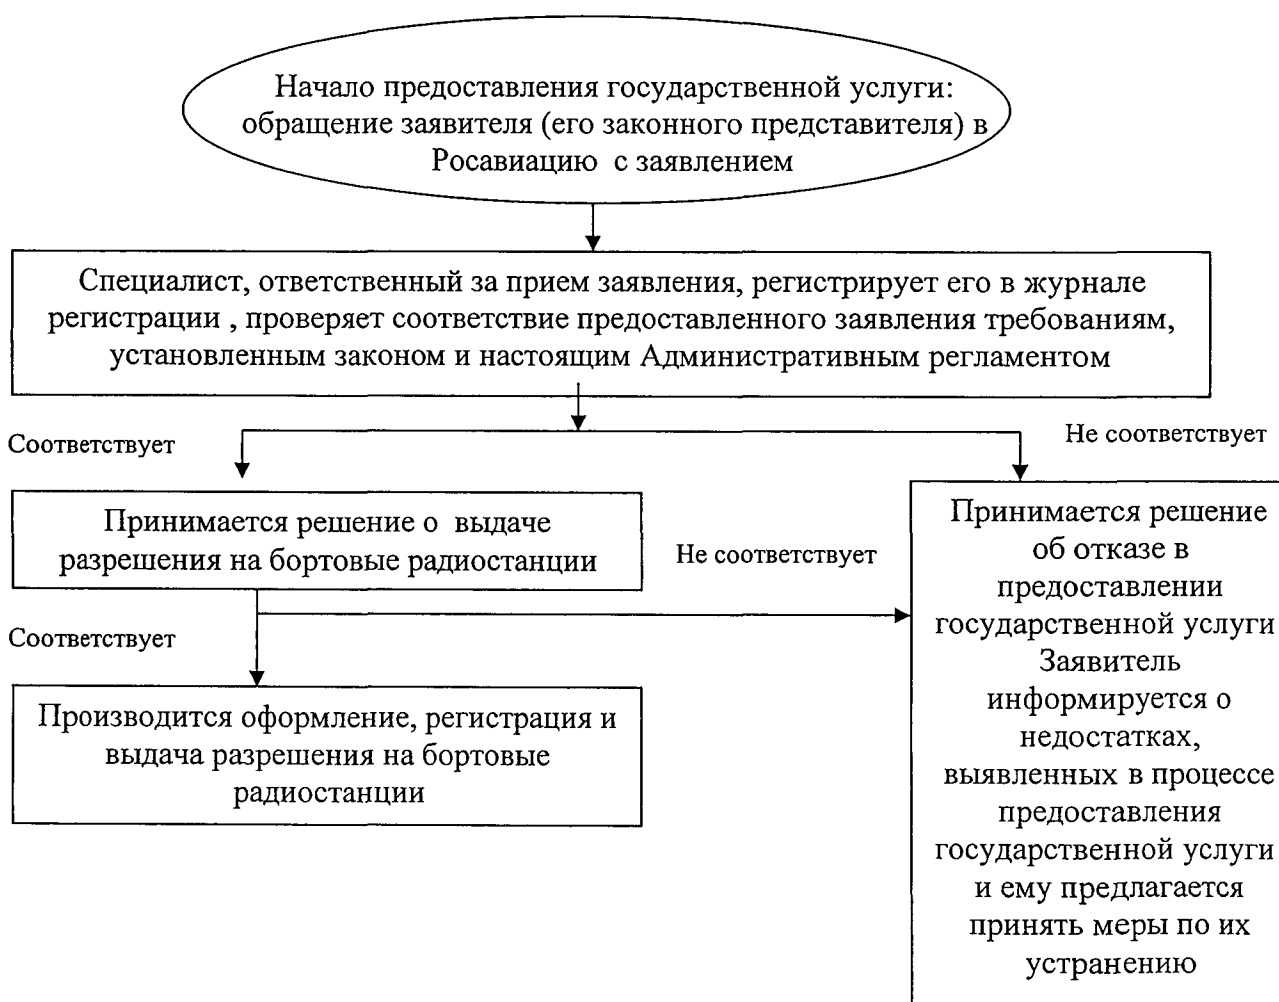 Начало предоставления государственной услуги:
обращение заявителя (его законного представителя) в
Росавиацию с заявлением
Специалист, ответственный за прием заявления, регистрирует его в журнале
регистрации , проверяет соответствие предоставленного заявления требованиям,
установленным законом и настоящим Административным регламентом
Соответствует
Не соответствует
Принимается решение о выдаче
разрешения на бортовые радиостанции
Не соответствует
Соответствует
Производится оформление, регистрация и
выдача разрешения на бортовые
радиостанции
Принимается решение
об отказе в
предоставлении
государственной услуги
Заявитель
информируется о
недостатках,
выявленных в процессе
предоставления
государственной услуги
и ему предлагается
принять меры по их
устранению